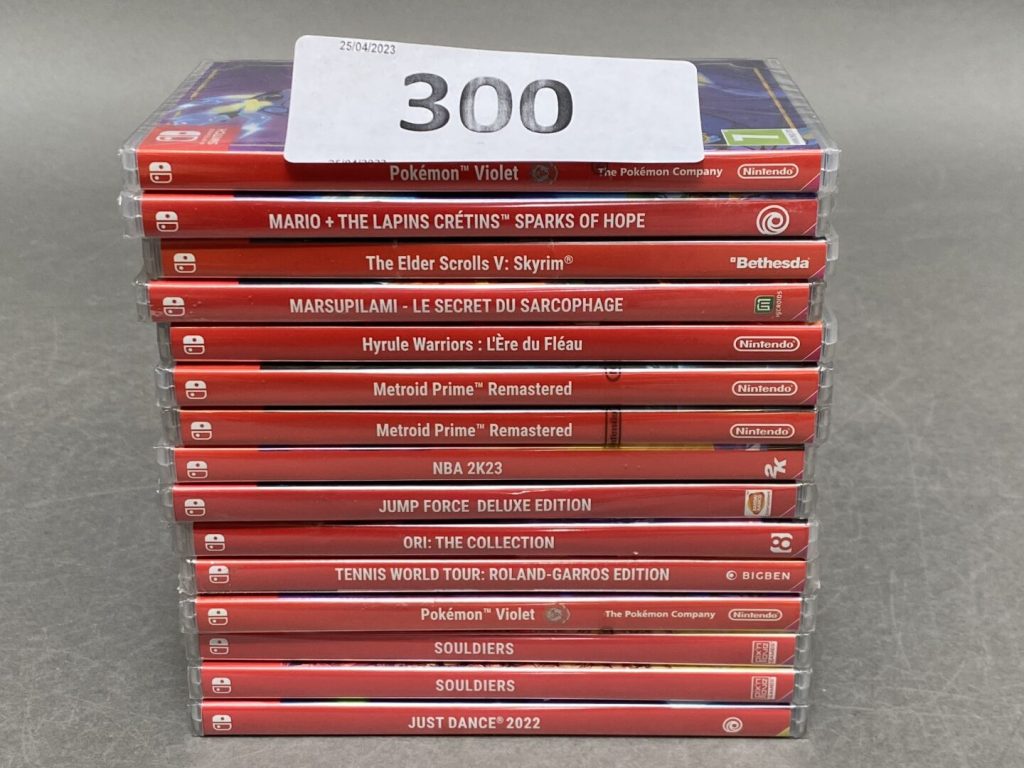 25/04/2023
300
7
Pokémon™ Violet The Pokémon Company Nintendo
MARIO + THE LAPINS CRÉTINS™ SPARKS OF HOPE
The Elder Scrolls V: Skyrim® Bethesda
MARSUPILAMI - LE SECRET DU SARCOPHAGE
Hyrule Warriors : L'Ère du Fléau Nintendo
Metroid Prime™ Remastered Nintendo
Metroid Prime™ Remastered Nintendo
NBA 2K23 2K
JUMP FORCE DELUXE EDITION
ORI: THE COLLECTION
TENNIS WORLD TOUR: ROLAND-GARROS EDITION BIGBEN
Pokémon™ Violet The Pokémon Company Nintendo
SOULDIERS
SOULDIERS
JUST DANCE® 2022